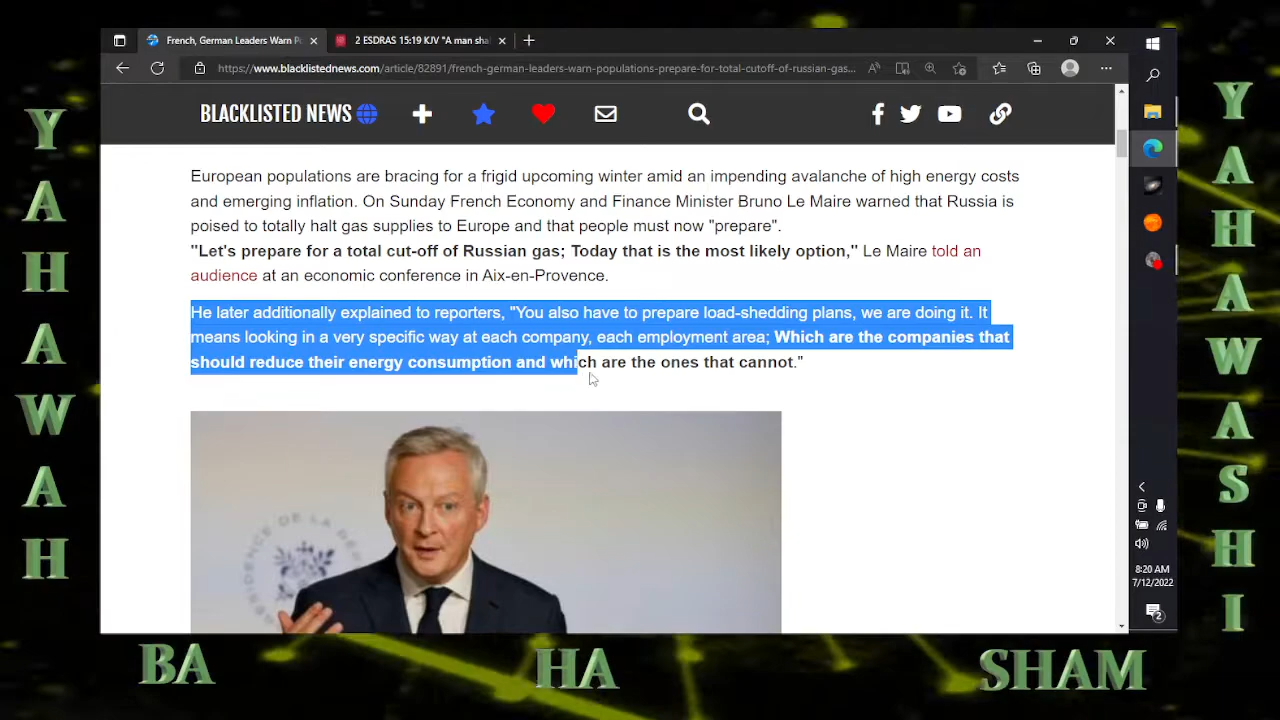 French, German Leaders Warn Po
2 ESDRAS 15:19 KJV "A man sha
https://www.blacklistednews.com/article/82891/french-german-leaders-warn-populations-prepare-for-total-cutoff-of-russian-gas...
BLACKLISTED NEWS
European populations are bracing for a frigid upcoming winter amid an impending avalanche of high energy costs
and emerging inflation. On Sunday French Economy and Finance Minister Bruno Le Maire warned that Russia is
poised to totally halt gas supplies to Europe and that people must now "prepare".
"Let's prepare for a total cut-off of Russian gas; Today that is the most likely option," Le Maire told an
audience at an economic conference in Aix-en-Provence.
He later additionally explained to reporters, "You also have to prepare load-shedding plans, we are doing it. It
means looking in a very specific way at each company, each employment area; Which are the companies that
should reduce their energy consumption and which are the ones that cannot."
8:20 AM
7/12/2022
2
YAHAWAH
YAHAWASHI
BA HA SHAM